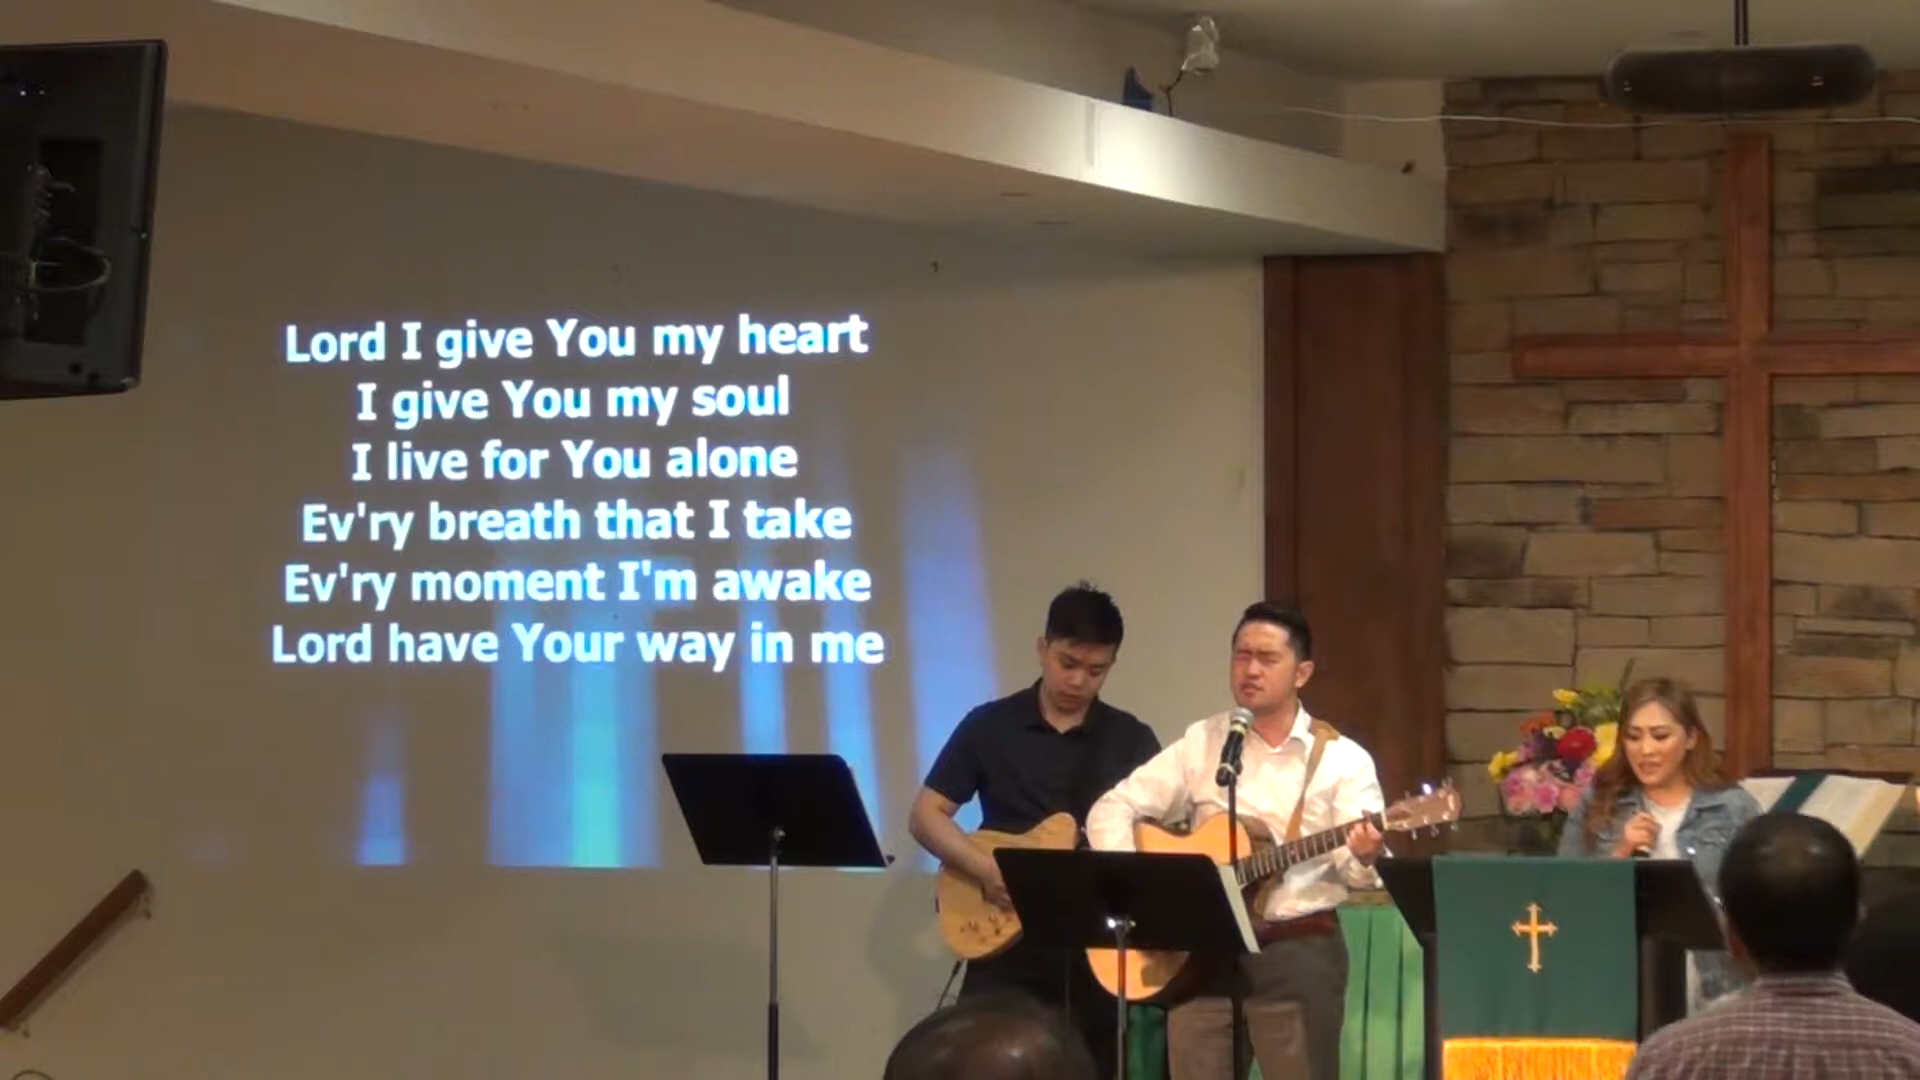 Lord I give You my heart
I give You my soul
I live for You alone
Ev'ry breath that I take
Ev'ry moment I'm awake
Lord have Your way in me